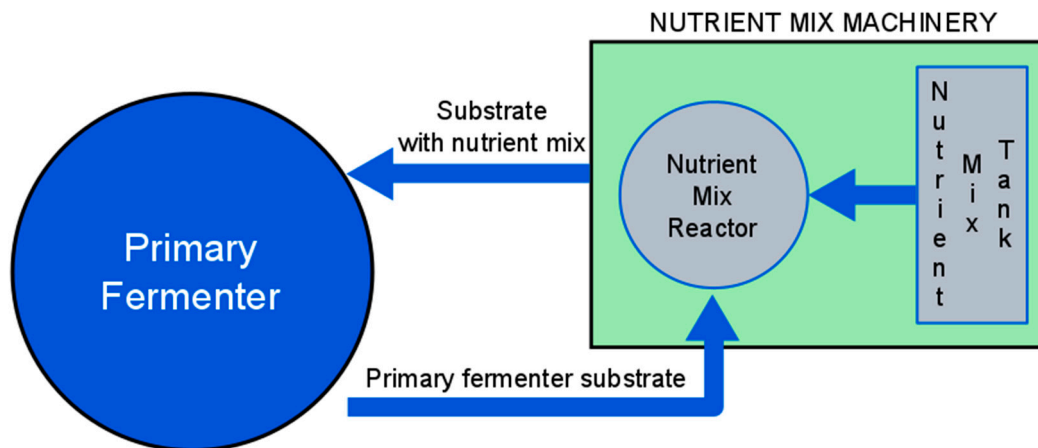 NUTRIENT MIX MACHINERY
Substrate
with nutrient mix
Primary
Fermenter
Nutrient
Mix
Reactor
Nutrient
Mix
Tank
Primary fermenter substrate